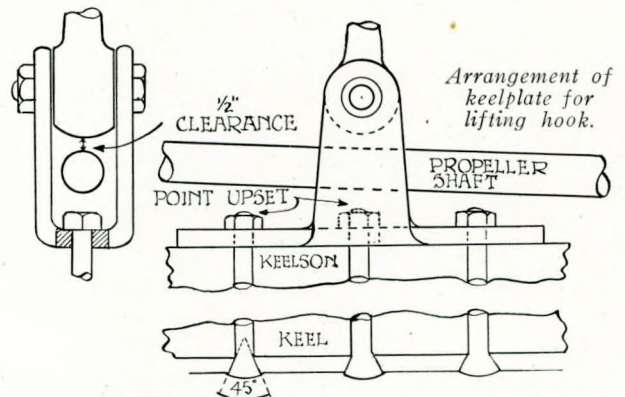 Arrangement of
keelplate for
lifting hook.
½"
CLEARANCE
PROPELLER
SHAFT
POINT UPSET
KEELSON
KEEL
45°